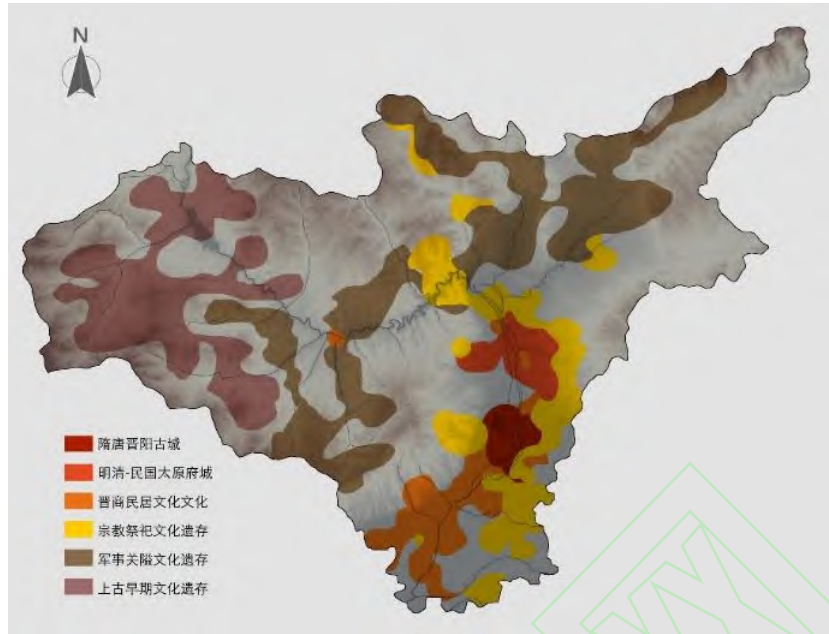 N
隋唐晋阳古城
明清-民国太原府城
晋商民居文化文化
宗教祭祀文化遗存
军事关隘文化遗存
上古早期文化遗存